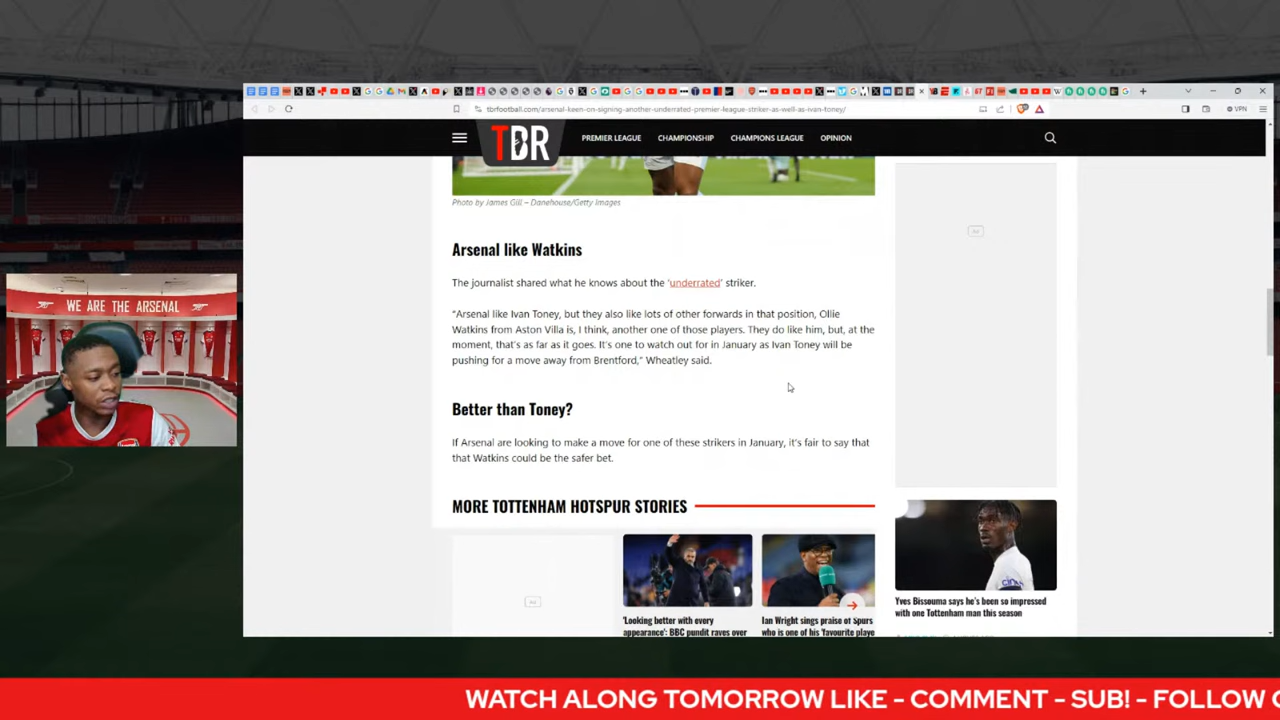 tbrfootball.com/arsenal-keen-on-signing-another-underrated-premier-league-striker-as-well-as-ivan-toney/
VPN
TBR
PREMIER LEAGUE
CHAMPIONSHIP
CHAMPIONS LEAGUE
OPINION
Photo by James Gill – Danehouse/Getty Images
Ad
Arsenal like Watkins
The journalist shared what he knows about the ‘underrated’ striker.
“Arsenal like Ivan Toney, but they also like lots of other forwards in that position, Ollie
Watkins from Aston Villa is, I think, another one of those players. They do like him, but, at the
moment, that’s as far as it goes. It’s one to watch out for in January as Ivan Toney will be
pushing for a move away from Brentford,” Wheatley said.
Better than Toney?
If Arsenal are looking to make a move for one of these strikers in January, it’s fair to say that
that Watkins could be the safer bet.
MORE TOTTENHAM HOTSPUR STORIES
Ad
'Looking better with every
appearance': BBC pundit raves over
Ian Wright sings praise of Spurs
who is one of his 'favourite playe
Yves Bissouma says he's been so impressed
with one Tottenham man this season
WE ARE THE ARSENAL
WATCH ALONG TOMORROW LIKE - COMMENT - SUB! - FOLLOW